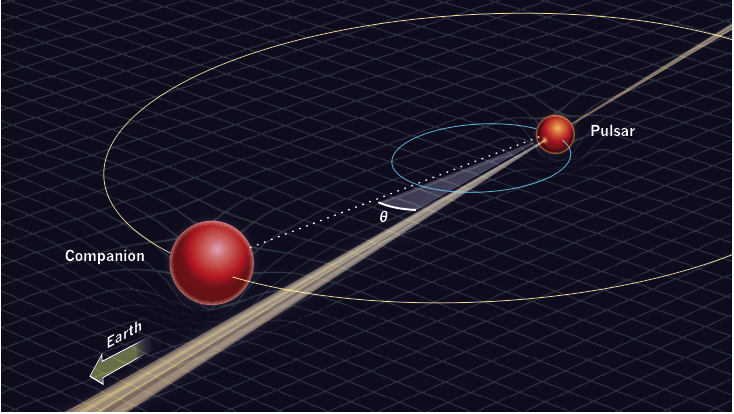 Pulsar
θ
Companion
Earth